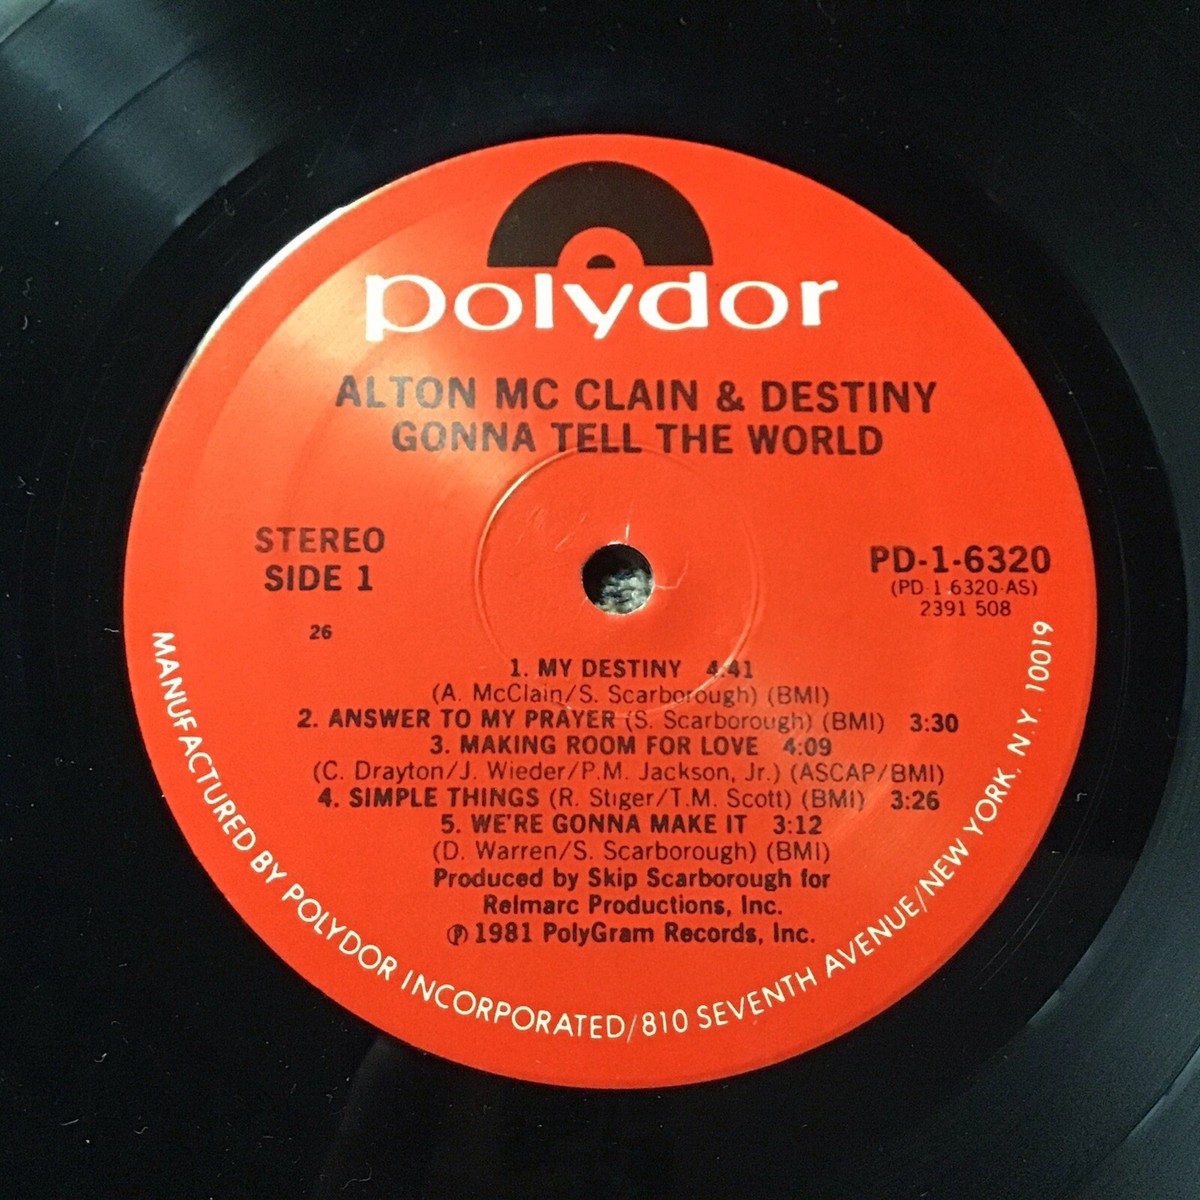 polydor
ALTON MC CLAIN & DESTINY
GONNA TELL THE WORLD
STEREO
SIDE 1
26
PD-1-6320
(PD-1-6320-AS)
2391 508
1. MY DESTINY 4:41
(A. McClain/S. Scarborough) (BMI)
2. ANSWER TO MY PRAYER (S. Scarborough) (BMI) 3:30
3. MAKING ROOM FOR LOVE 4:09
(C. Drayton/J. Wieder/P.M. Jackson, Jr.) (ASCAP/BMI)
4. SIMPLE THINGS (R. Stiger/T.M. Scott) (BMI) 3:26
5. WE'RE GONNA MAKE IT 3:12
(D. Warren/S. Scarborough) (BMI)
Produced by Skip Scarborough for
Relmarc Productions, Inc.
℗ 1981 PolyGram Records, Inc.
MANUFACTURED BY POLYDOR INCORPORATED/810 SEVENTH AVENUE/NEW YORK, N.Y. 10019